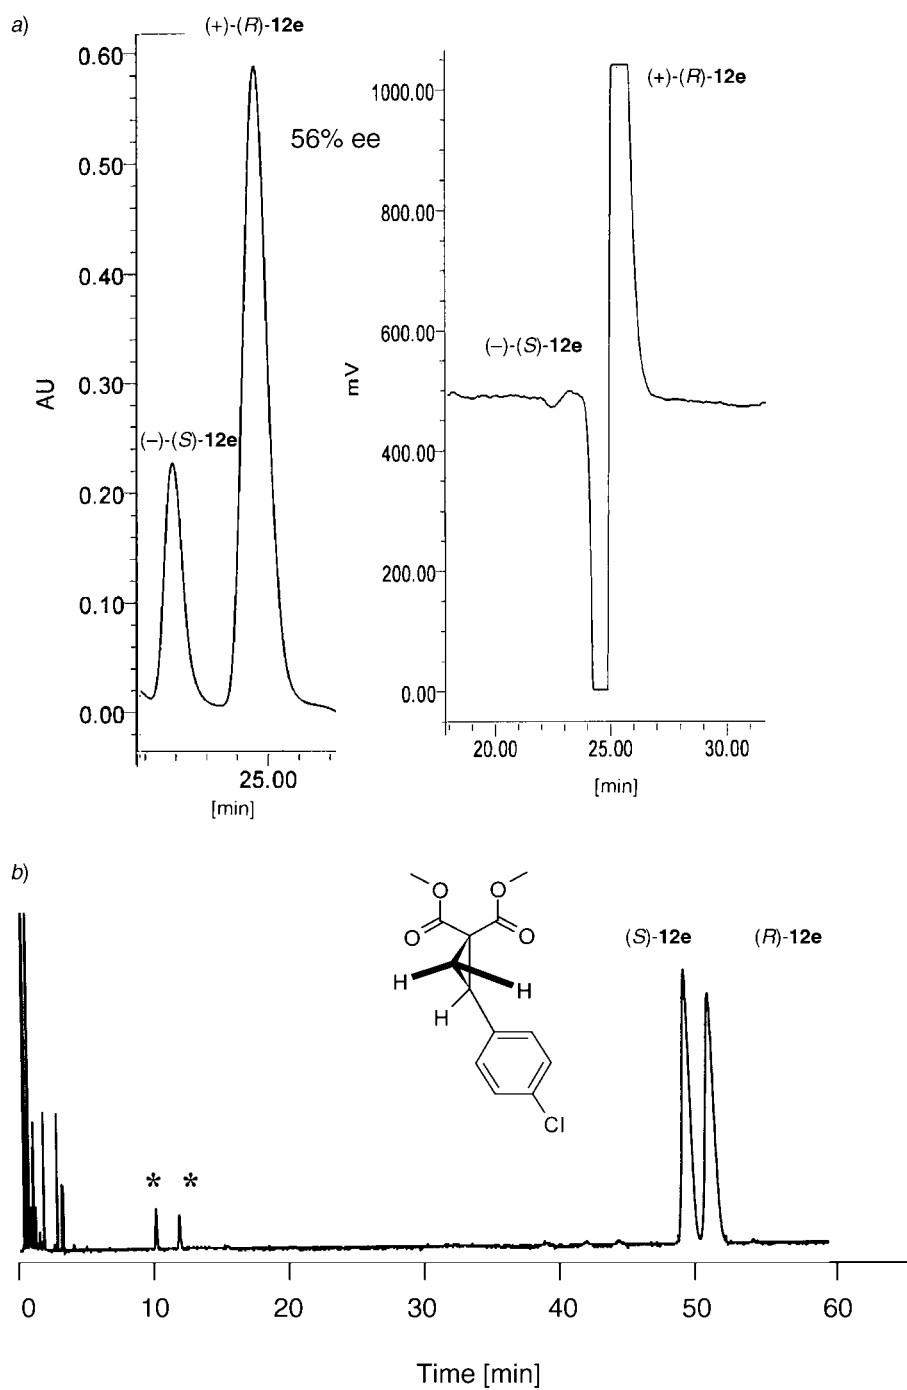 a)
(+)-(R)-12e
0.60
56% ee
0.50
0.40
0.30
0.20
0.10
0.00
AU
(–)-(S)-12e
25.00
[min]
(+)-(R)-12e
1000.00
800.00
600.00
400.00
200.00
0.00
mV
(–)-(S)-12e
20.00 25.00 30.00
[min]
b)
O O
O O
H H
H
Cl
(S)-12e (R)-12e
* *
0 10 20 30 40 50 60
Time [min]